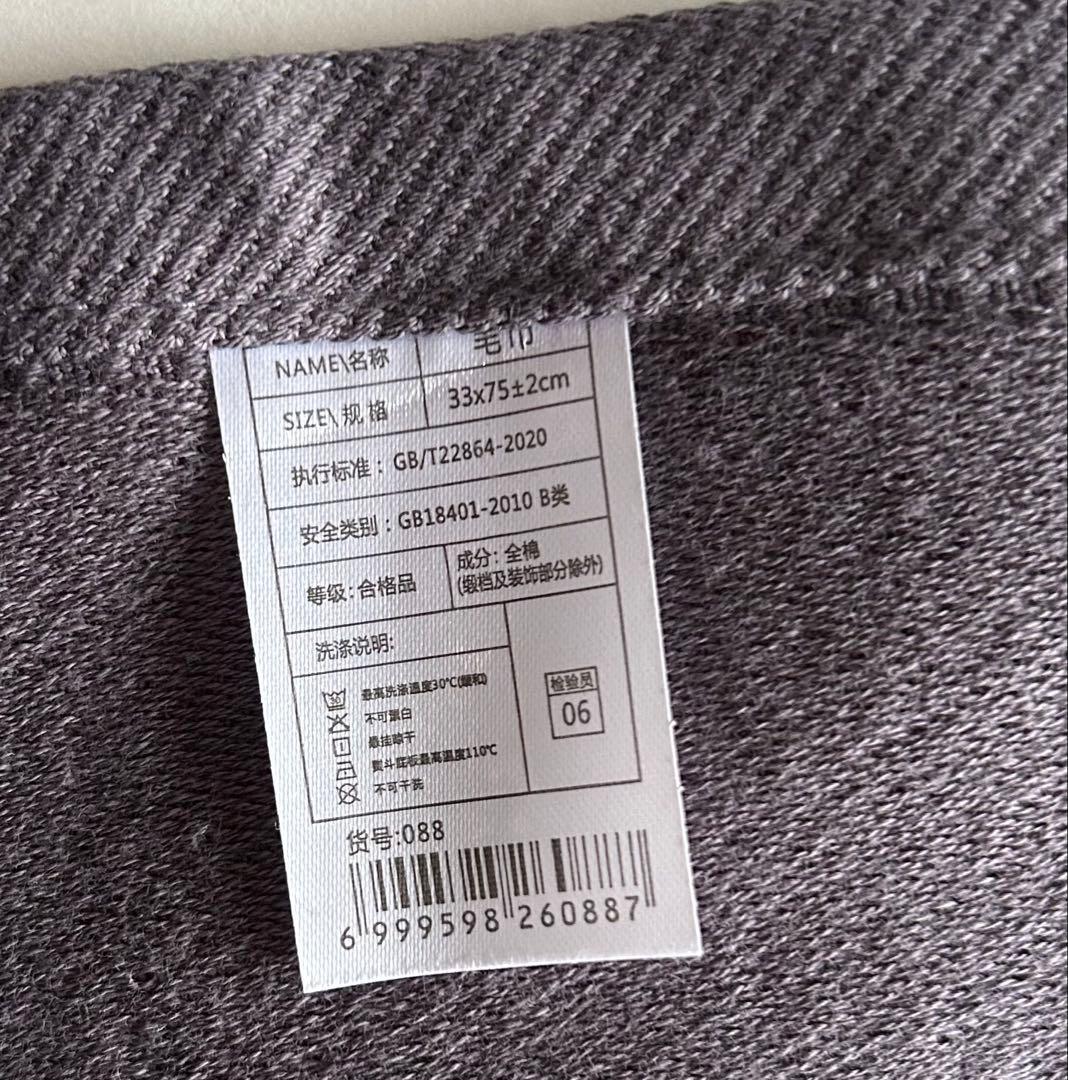 NAME\名称 毛巾
SIZE\规格 33x75±2cm
执行标准：GB/T22864-2020
安全类别：GB18401-2010 B类
等级：合格品
成分：全棉
(缎档及装饰部分除外)
洗涤说明:
30
最高洗涤温度30℃(缓和)
不可漂白
悬挂晾干
熨斗底板最高温度110℃
不可干洗
检验员
06
货号:088
6 999598 260887